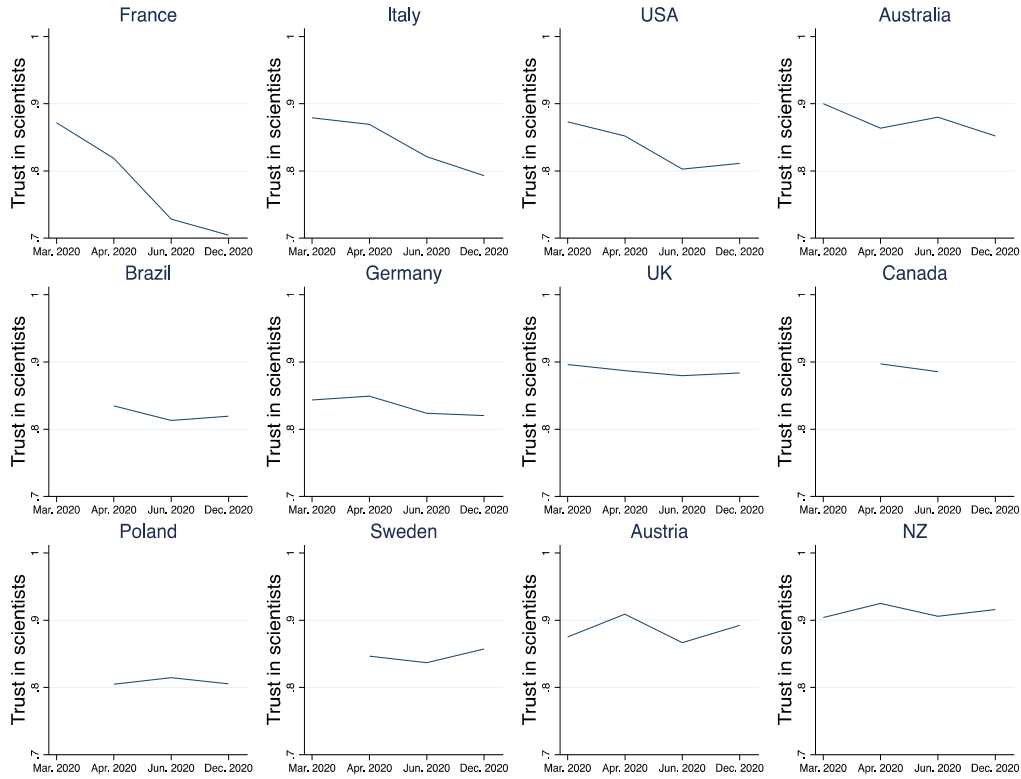 France
Italy
USA
Australia
Trust in scientists
.7 .8 .9 1
Mar. 2020 Apr. 2020 Jun. 2020 Dec. 2020
Trust in scientists
.7 .8 .9 1
Mar. 2020 Apr. 2020 Jun. 2020 Dec. 2020
Trust in scientists
.7 .8 .9 1
Mar. 2020 Apr. 2020 Jun. 2020 Dec. 2020
Trust in scientists
.7 .8 .9 1
Mar. 2020 Apr. 2020 Jun. 2020 Dec. 2020
Brazil
Germany
UK
Canada
Trust in scientists
.7 .8 .9 1
Mar. 2020 Apr. 2020 Jun. 2020 Dec. 2020
Trust in scientists
.7 .8 .9 1
Mar. 2020 Apr. 2020 Jun. 2020 Dec. 2020
Trust in scientists
.7 .8 .9 1
Mar. 2020 Apr. 2020 Jun. 2020 Dec. 2020
Trust in scientists
.7 .8 .9 1
Mar. 2020 Apr. 2020 Jun. 2020 Dec. 2020
Poland
Sweden
Austria
NZ
Trust in scientists
.7 .8 .9 1
Mar. 2020 Apr. 2020 Jun. 2020 Dec. 2020
Trust in scientists
.7 .8 .9 1
Mar. 2020 Apr. 2020 Jun. 2020 Dec. 2020
Trust in scientists
.7 .8 .9 1
Mar. 2020 Apr. 2020 Jun. 2020 Dec. 2020
Trust in scientists
.7 .8 .9 1
Mar. 2020 Apr. 2020 Jun. 2020 Dec. 2020